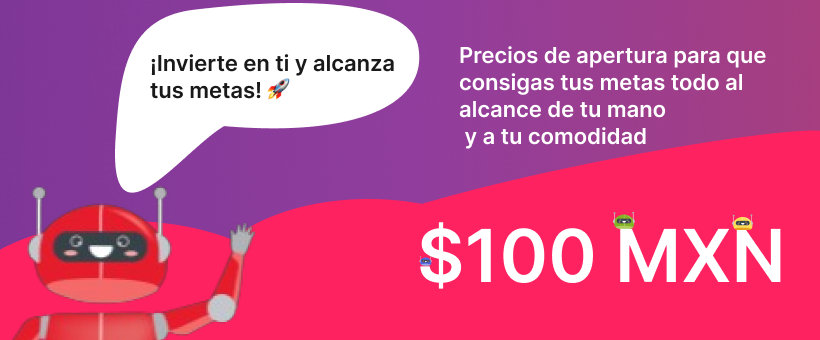 ¡Invierte en ti y alcanza
tus metas! 🚀
Precios de apertura para que
consigas tus metas todo al
alcance de tu mano
y a tu comodidad
$100 MXN